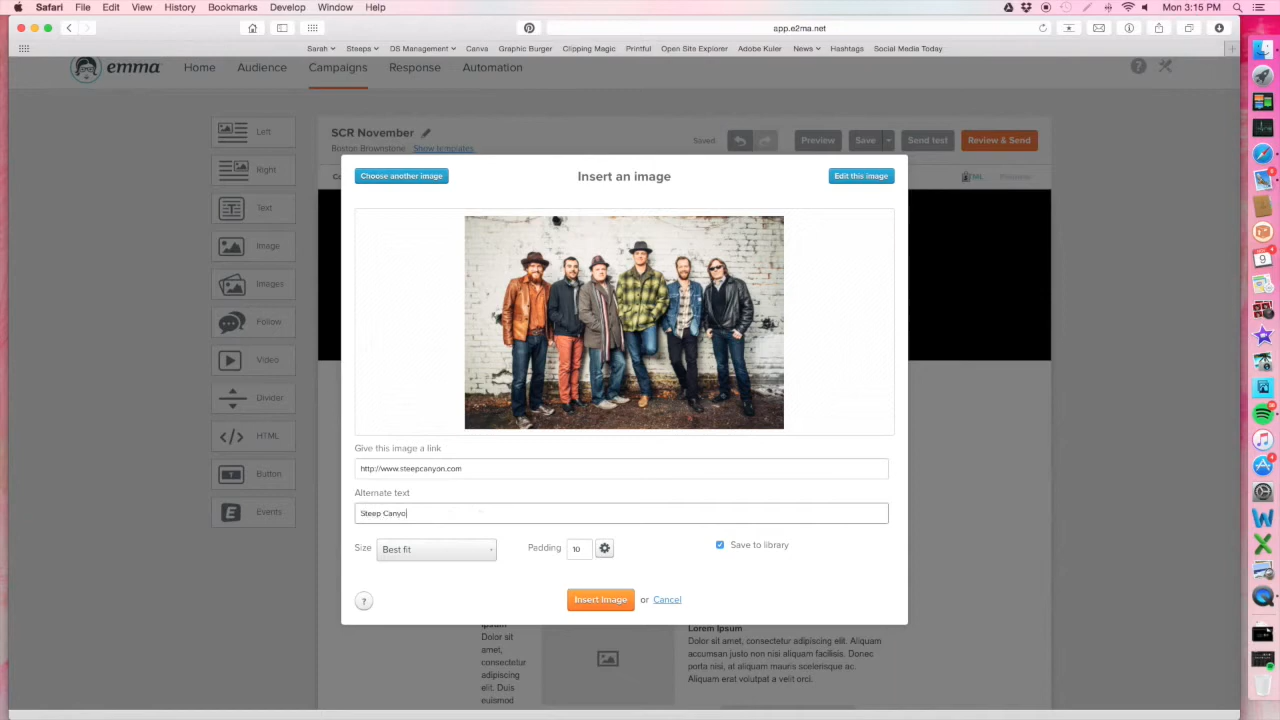 Safari File Edit View History Bookmarks Develop Window Help Mon 3:15 PM
app.e2ma.net
Sarah Steeps DS Management Canva Graphic Burger Clipping Magic Printful Open Site Explorer Adobe Kuler News Hashtags Social Media Today
emma Home Audience Campaigns Response Automation
SCR November
Boston Brownstone Show templates
Saved Preview Save Send test Review & Send
Left
Right
Text
Image
Images
Follow
Video
Divider
HTML
Button
Events
Choose another image Insert an image Edit this image
Give this image a link
http://www.steepcanyon.com
Alternate text
Steep Canyo
Size Best fit Padding 10 Save to library
? Insert image or Cancel
Ipsum
Dolor sit
amet,
consectetur
adipiscing
elit. Duis
euismod
Lorem Ipsum
Dolor sit amet, consectetur adipiscing elit. Aliquam
accumsan justo non nisi aliquam facilisis. Donec
porta nisi, at aliquam mauris scelerisque ac.
Aliquam erat volutpat a velit orci.